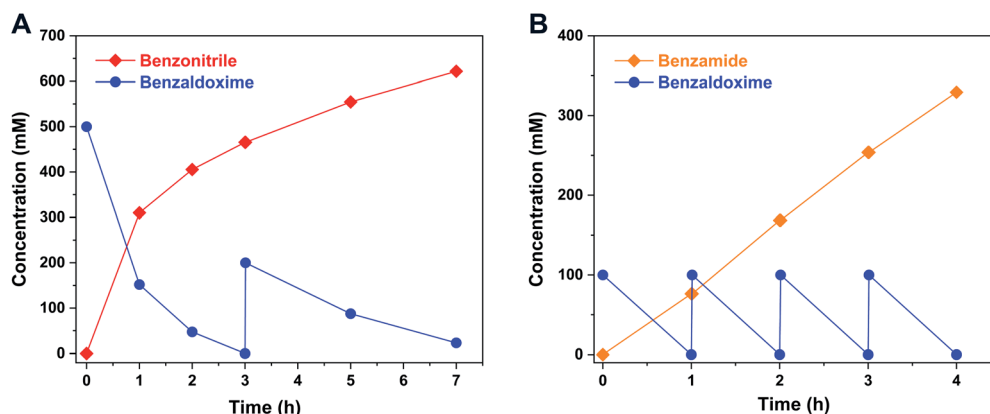 A
Benzonitrile
Benzaldoxime
Concentration (mM)
700
600
500
400
300
200
100
0
0 1 2 3 4 5 6 7
Time (h)
B
Benzamide
Benzaldoxime
Concentration (mM)
400
300
200
100
0
0 1 2 3 4
Time (h)